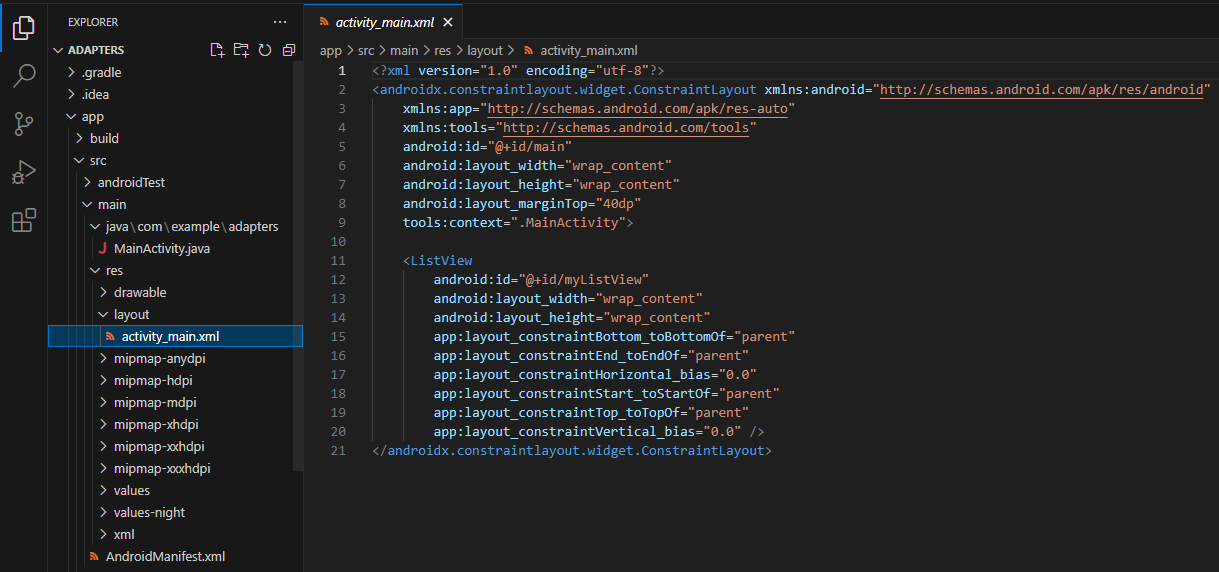 EXPLORER
ADAPTERS
.gradle
.idea
app
build
src
androidTest
main
java\com\example\adapters
J MainActivity.java
res
drawable
layout
activity_main.xml
mipmap-anydpi
mipmap-hdpi
mipmap-mdpi
mipmap-xhdpi
mipmap-xxhdpi
mipmap-xxxhdpi
values
values-night
xml
AndroidManifest.xml
activity_main.xml
app > src > main > res > layout > activity_main.xml
1 <?xml version="1.0" encoding="utf-8"?>
2 <androidx.constraintlayout.widget.ConstraintLayout xmlns:android="http://schemas.android.com/apk/res/android"
3     xmlns:app="http://schemas.android.com/apk/res-auto"
4     xmlns:tools="http://schemas.android.com/tools"
5     android:id="@+id/main"
6     android:layout_width="wrap_content"
7     android:layout_height="wrap_content"
8     android:layout_marginTop="40dp"
9     tools:context=".MainActivity">
10
11     <ListView
12         android:id="@+id/myListView"
13         android:layout_width="wrap_content"
14         android:layout_height="wrap_content"
15         app:layout_constraintBottom_toBottomOf="parent"
16         app:layout_constraintEnd_toEndOf="parent"
17         app:layout_constraintHorizontal_bias="0.0"
18         app:layout_constraintStart_toStartOf="parent"
19         app:layout_constraintTop_toTopOf="parent"
20         app:layout_constraintVertical_bias="0.0" />
21 </androidx.constraintlayout.widget.ConstraintLayout>